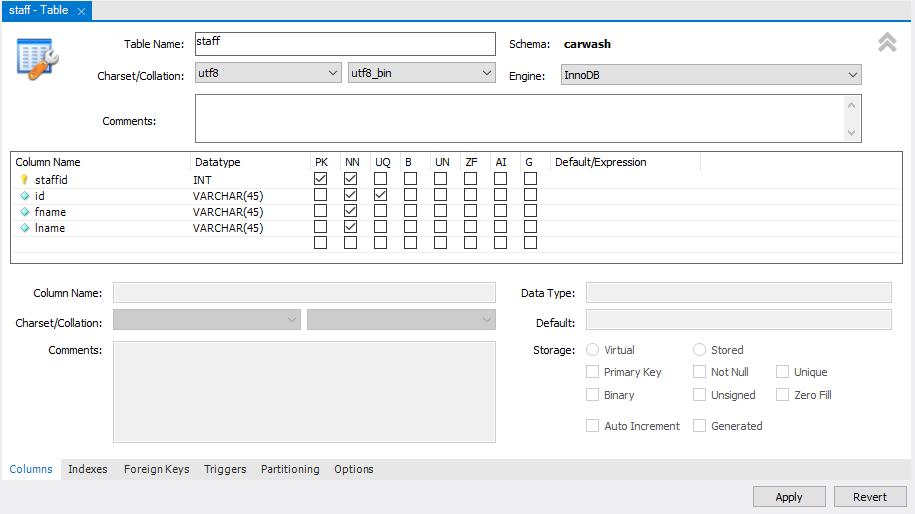 staff - Table ×
Table Name: staff Schema: carwash
Charset/Collation: utf8 utf8_bin Engine: InnoDB
Comments:
Column Name Datatype PK NN UQ B UN ZF AI G Default/Expression
staffid INT
id VARCHAR(45)
fname VARCHAR(45)
lname VARCHAR(45)
Column Name: Data Type:
Charset/Collation: Default:
Comments: Storage: Virtual Stored
Primary Key Not Null Unique
Binary Unsigned Zero Fill
Auto Increment Generated
Columns Indexes Foreign Keys Triggers Partitioning Options
Apply Revert